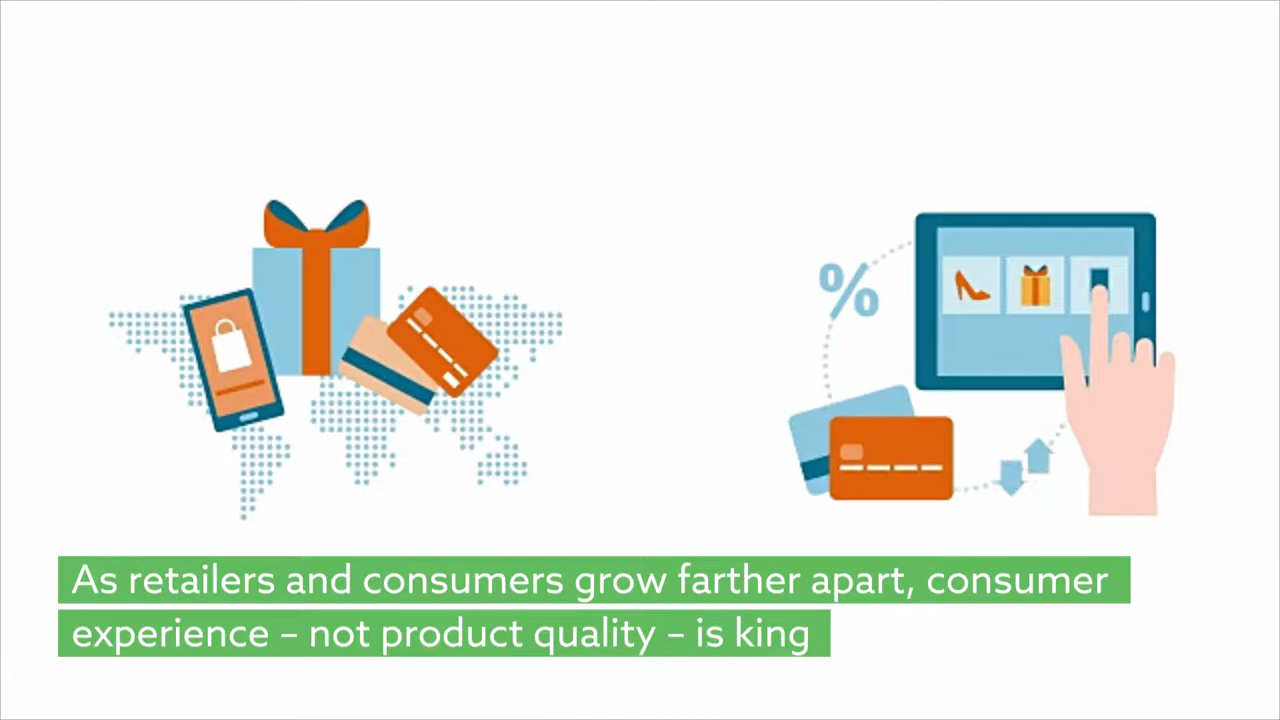 %
As retailers and consumers grow farther apart, consumer
experience – not product quality – is king